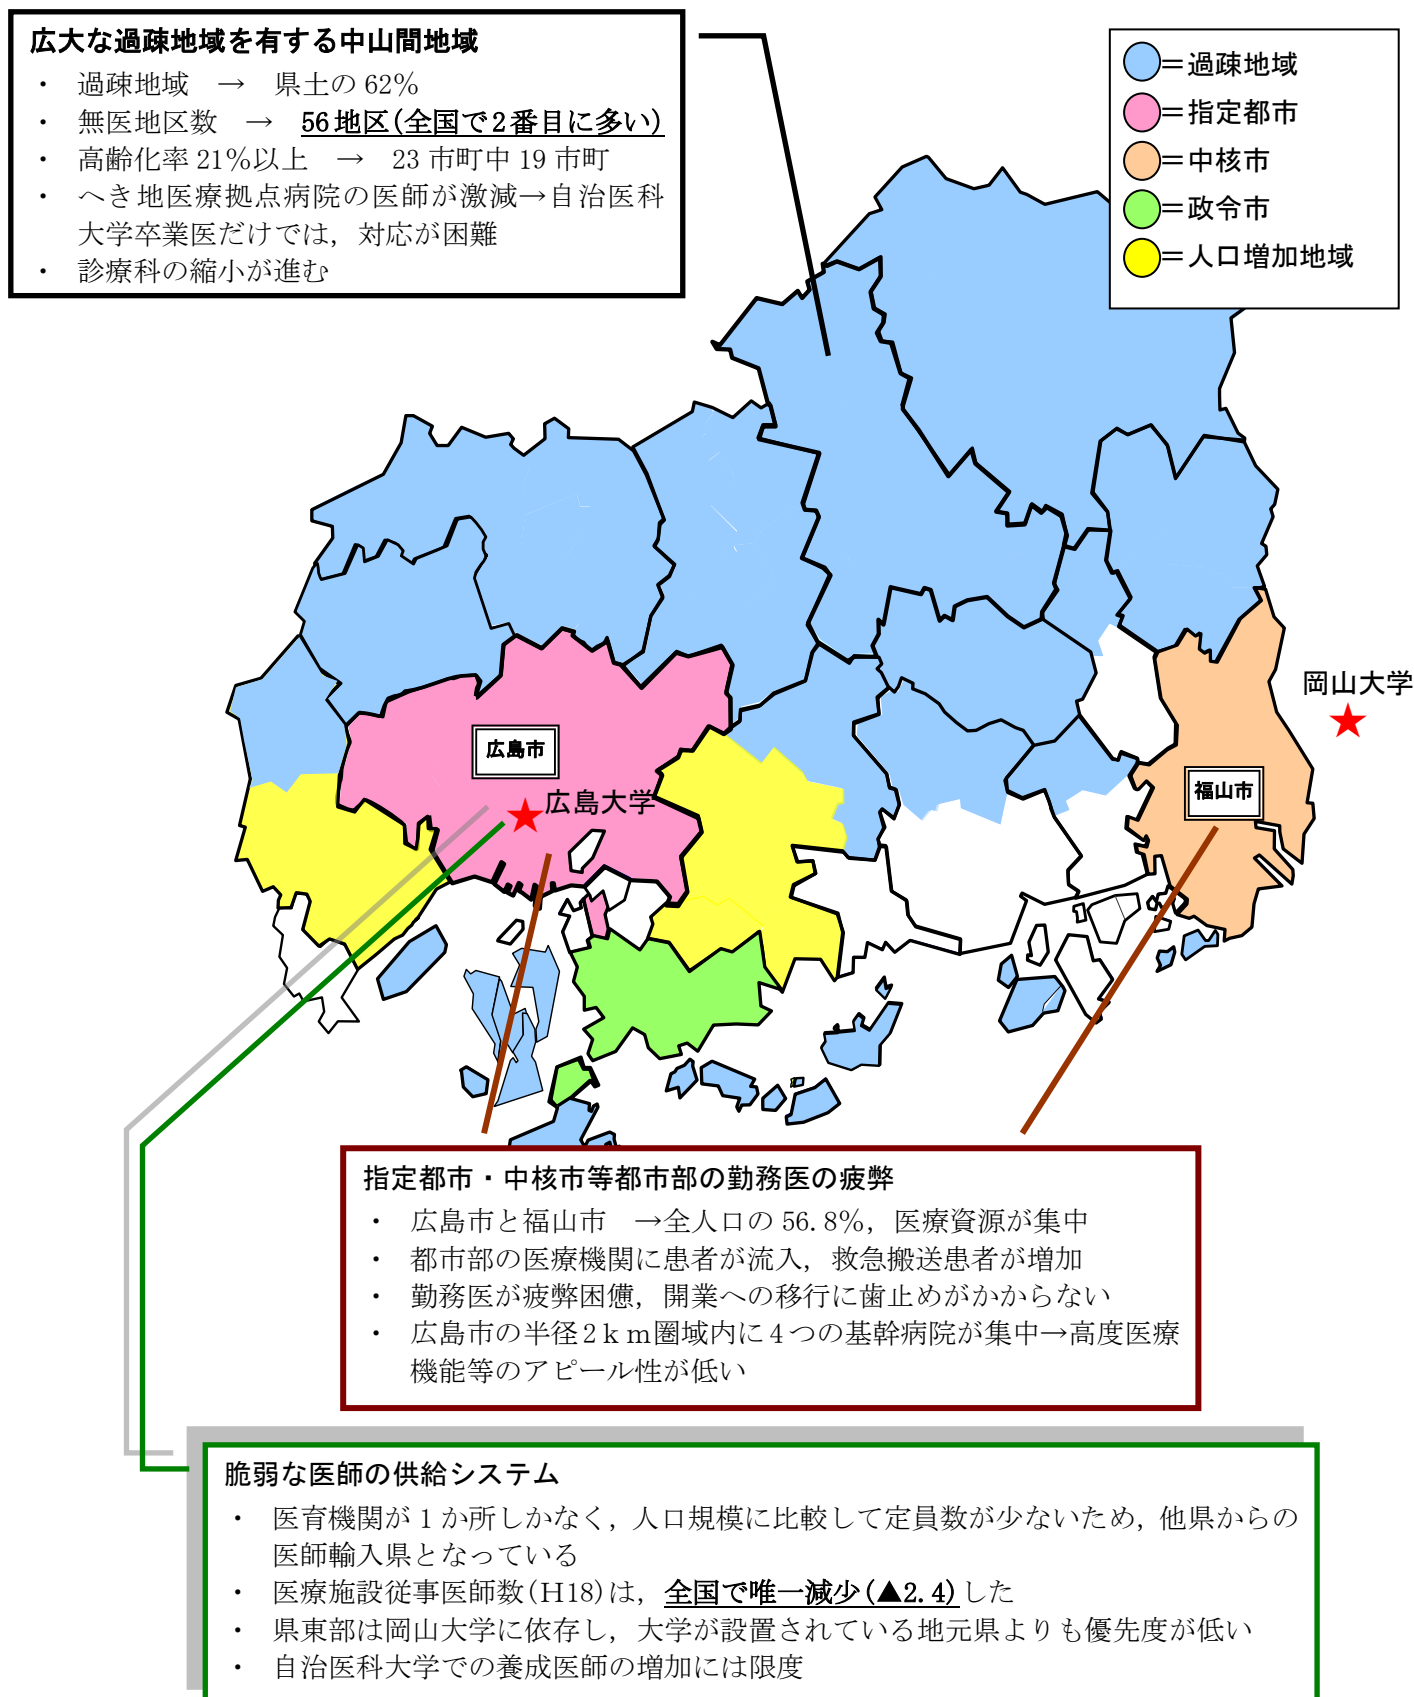 広大な過疎地域を有する中山間地域
・ 過疎地域 → 県土の 62%
・ 無医地区数 → 56地区(全国で2番目に多い)
・ 高齢化率 21%以上 → 23 市町中 19 市町
・ へき地医療拠点病院の医師が激減→自治医科
大学卒業医だけでは，対応が困難
・ 診療科の縮小が進む
＝過疎地域
＝指定都市
＝中核市
＝政令市
＝人口増加地域
岡山大学
広島市
福山市
広島大学
指定都市・中核市等都市部の勤務医の疲弊
・ 広島市と福山市 →全人口の 56.8%，医療資源が集中
・ 都市部の医療機関に患者が流入，救急搬送患者が増加
・ 勤務医が疲弊困憊，開業への移行に歯止めがかからない
・ 広島市の半径2ｋｍ圏域内に４つの基幹病院が集中→高度医療
機能等のアピール性が低い
脆弱な医師の供給システム
・ 医育機関が 1 か所しかなく，人口規模に比較して定員数が少ないため，他県からの
医師輸入県となっている
・ 医療施設従事医師数(H18)は，全国で唯一減少(▲2.4)した
・ 県東部は岡山大学に依存し，大学が設置されている地元県よりも優先度が低い
・ 自治医科大学での養成医師の増加には限度